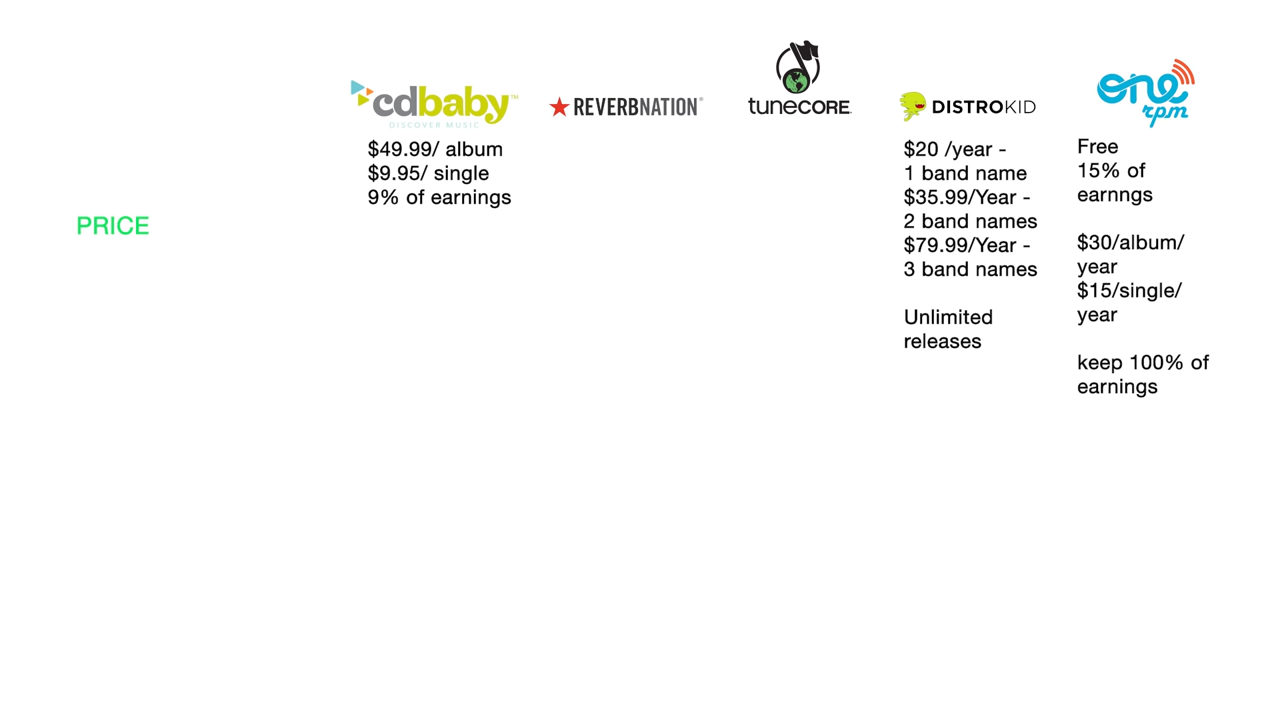 cdbaby™
DISCOVER MUSIC
REVERBNATION®
tunecore
DISTROKID
one
rpm
PRICE
$49.99/ album
$9.95/ single
9% of earnings
$20 /year -
1 band name
$35.99/Year -
2 band names
$79.99/Year -
3 band names
Unlimited
releases
Free
15% of
earnngs
$30/album/
year
$15/single/
year
keep 100% of
earnings